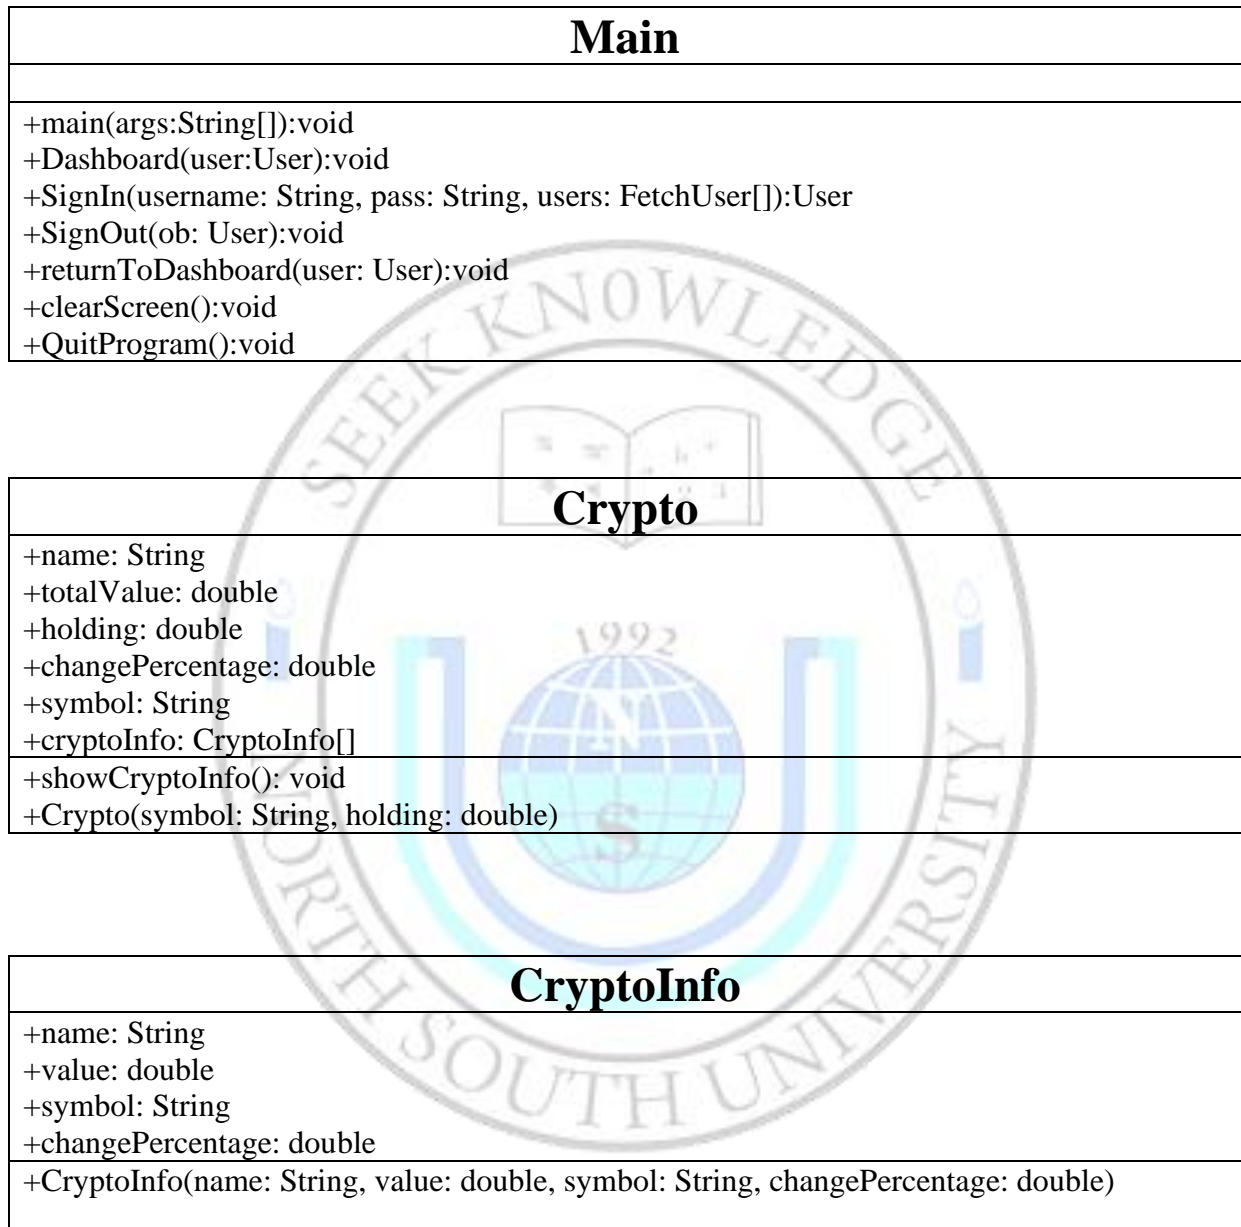 Main
+main(args:String[]):void
+Dashboard(user:User):void
+SignIn(username: String, pass: String, users: FetchUser[]):User
+SignOut(ob: User):void
+returnToDashboard(user: User):void
+clearScreen():void
+QuitProgram():void
SEEK KNOWLEDGE
Crypto
+name: String
+totalValue: double
+holding: double
+changePercentage: double
+symbol: String
+cryptoInfo: CryptoInfo[]
+showCryptoInfo(): void
+Crypto(symbol: String, holding: double)
1992
N
S
NORTH SOUTH UNIVERSITY
CryptoInfo
+name: String
+value: double
+symbol: String
+changePercentage: double
+CryptoInfo(name: String, value: double, symbol: String, changePercentage: double)